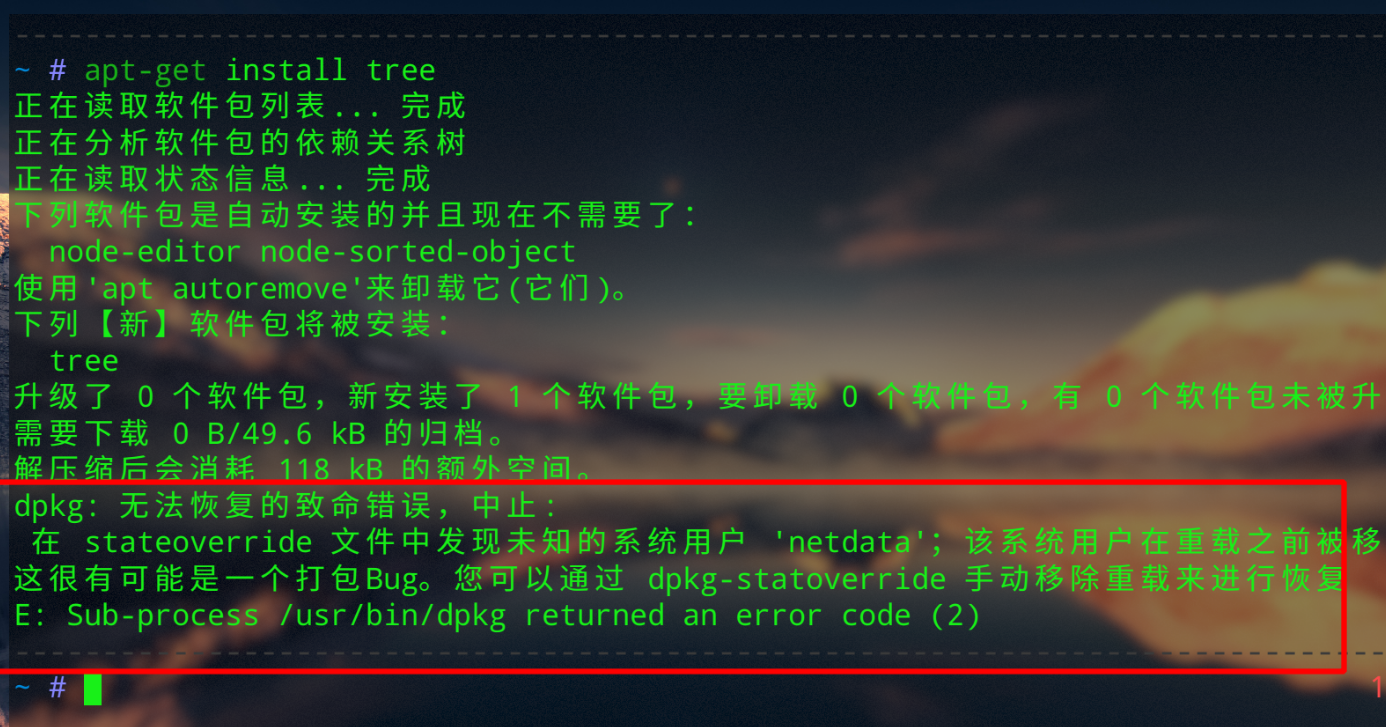 ~ # apt-get install tree
正在读取软件包列表... 完成
正在分析软件包的依赖关系树
正在读取状态信息... 完成
下列软件包是自动安装的并且现在不需要了:
  node-editor node-sorted-object
使用'apt autoremove'来卸载它(它们)。
下列【新】软件包将被安装:
  tree
升级了 0 个软件包，新安装了 1 个软件包，要卸载 0 个软件包，有 0 个软件包未被升
需要下载 0 B/49.6 kB 的归档。
解压缩后会消耗 118 kB 的额外空间。
dpkg: 无法恢复的致命错误，中止:
 在 stateoverride 文件中发现未知的系统用户 'netdata'；该系统用户在重载之前被移
这很有可能是一个打包Bug。您可以通过 dpkg-statoverride 手动移除重载来进行恢复
E: Sub-process /usr/bin/dpkg returned an error code (2)
~ #
1